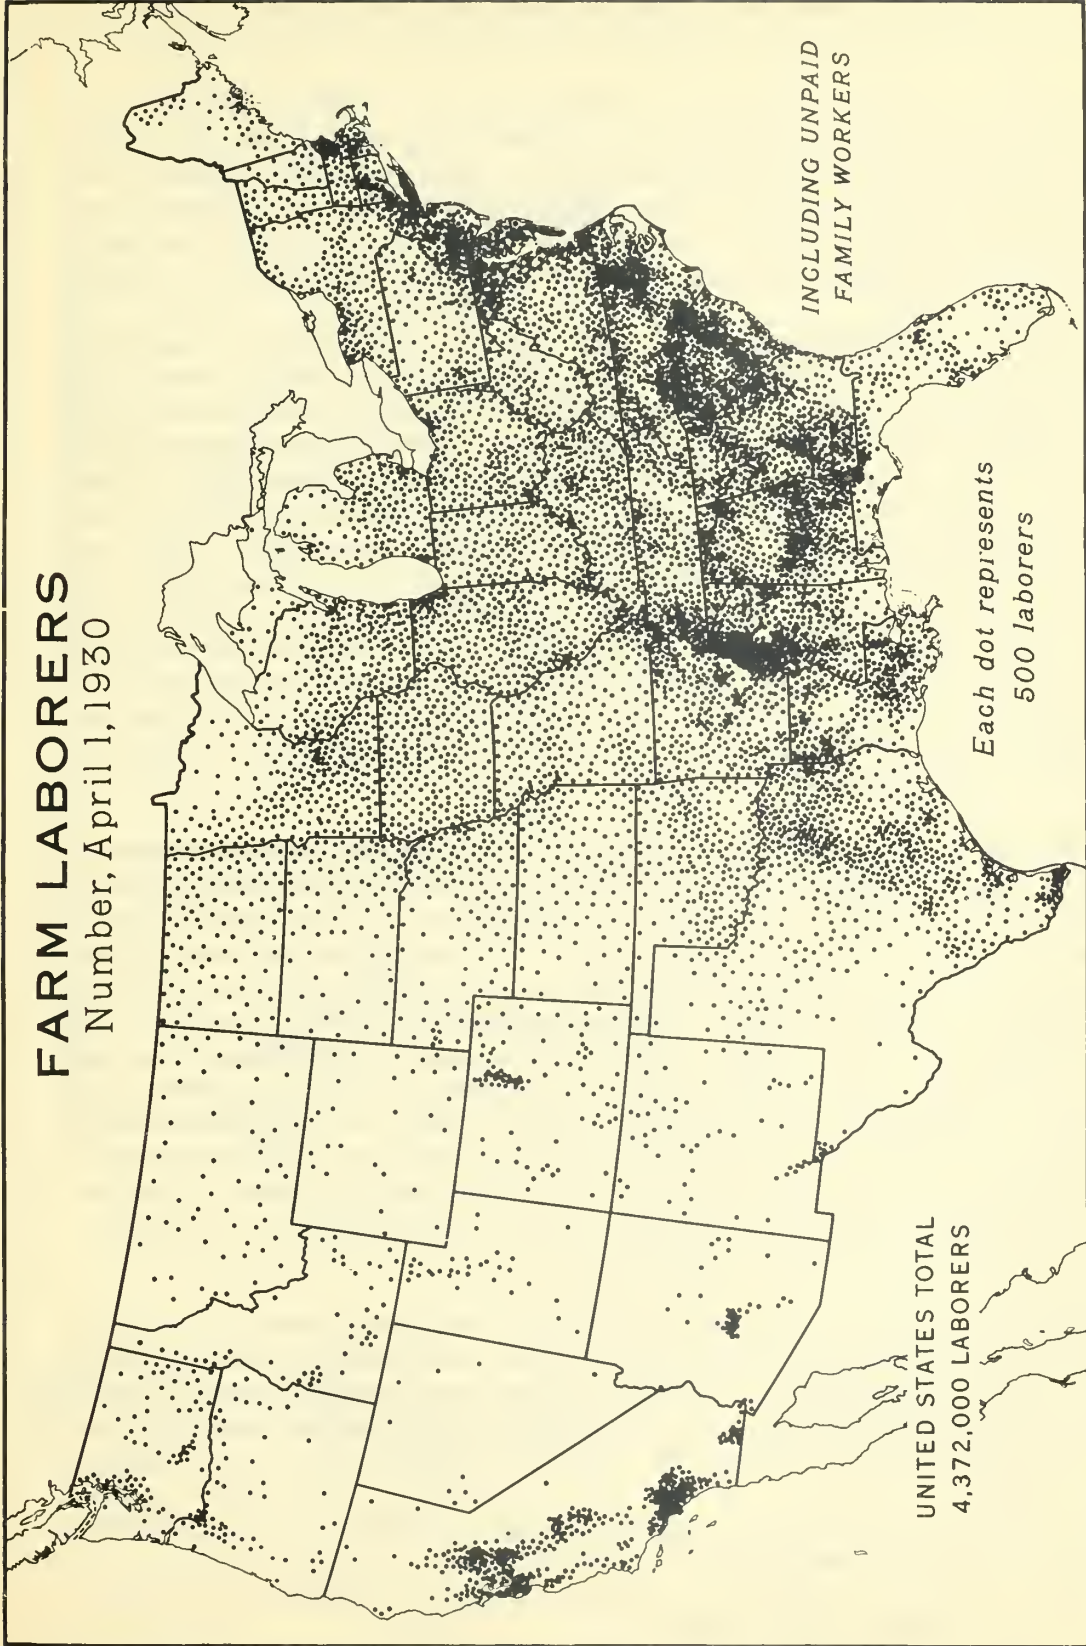 FARM LABORERS
Number, April 1, 1930
INCLUDING UNPAID
FAMILY WORKERS
Each dot represents
500 laborers
UNITED STATES TOTAL
4,372,000 LABORERS